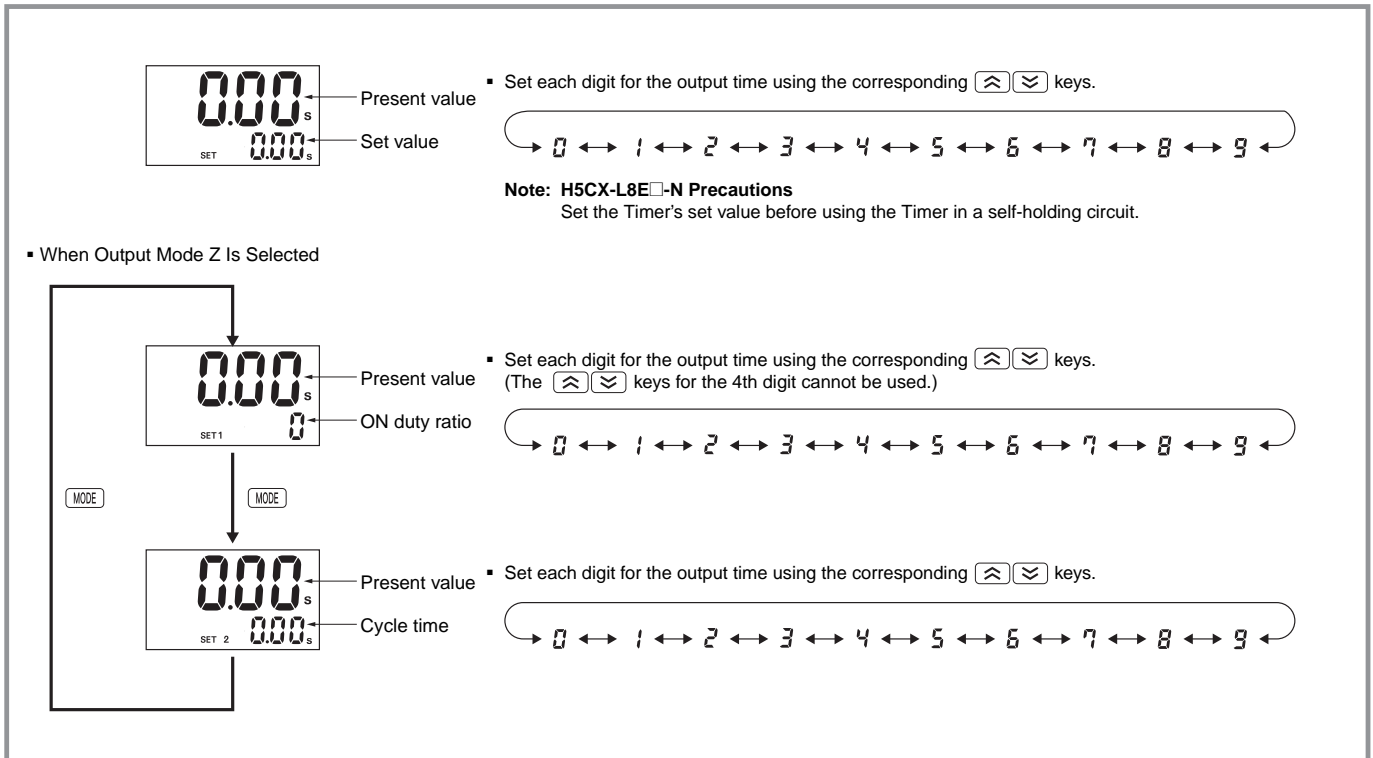 0.00 s
Present value
SET 0.00 s
Set value
▪ Set each digit for the output time using the corresponding keys.
0 ↔ 1 ↔ 2 ↔ 3 ↔ 4 ↔ 5 ↔ 6 ↔ 7 ↔ 8 ↔ 9
Note: H5CX-L8E□-N Precautions
Set the Timer's set value before using the Timer in a self-holding circuit.
▪ When Output Mode Z Is Selected
0.00 s
Present value
SET 1 0
ON duty ratio
▪ Set each digit for the output time using the corresponding keys.
(The keys for the 4th digit cannot be used.)
0 ↔ 1 ↔ 2 ↔ 3 ↔ 4 ↔ 5 ↔ 6 ↔ 7 ↔ 8 ↔ 9
MODE
MODE
0.00 s
Present value
SET 2 0.00 s
Cycle time
▪ Set each digit for the output time using the corresponding keys.
0 ↔ 1 ↔ 2 ↔ 3 ↔ 4 ↔ 5 ↔ 6 ↔ 7 ↔ 8 ↔ 9